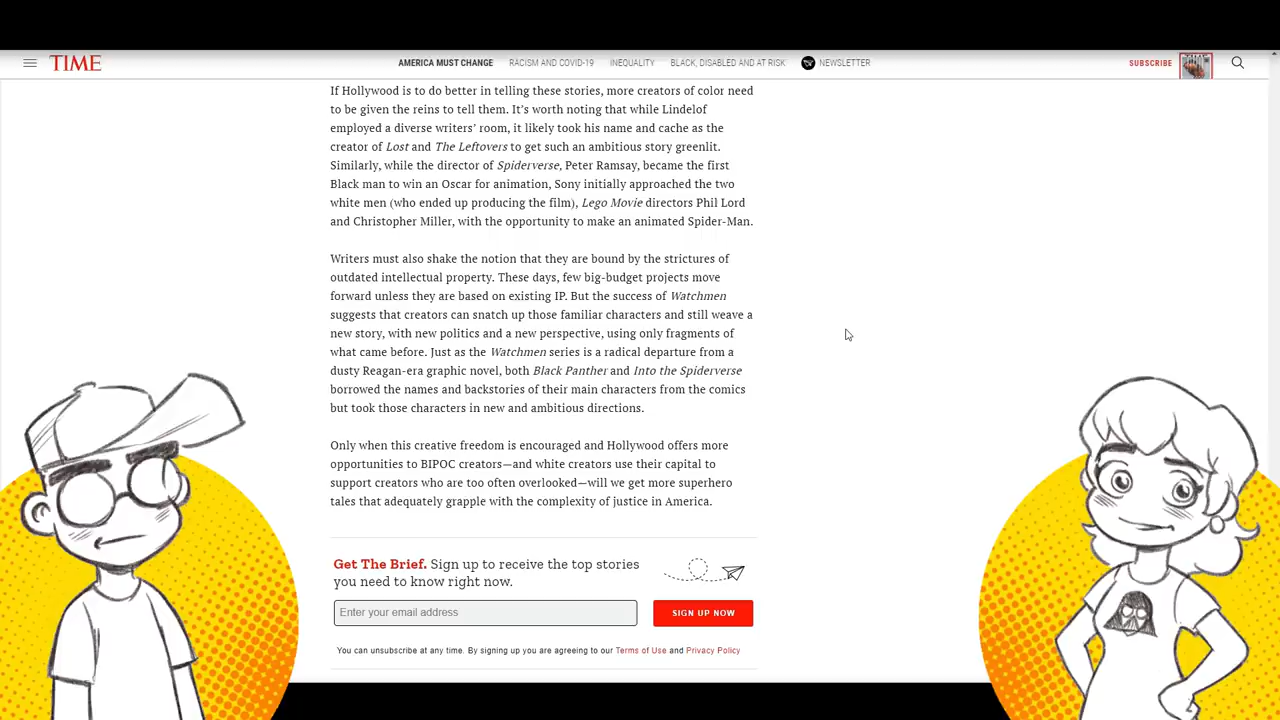 TIME
AMERICA MUST CHANGE RACISM AND COVID-19 INEQUALITY BLACK, DISABLED AND AT RISK NEWSLETTER SUBSCRIBE
If Hollywood is to do better in telling these stories, more creators of color need
to be given the reins to tell them. It's worth noting that while Lindelof
employed a diverse writers' room, it likely took his name and cache as the
creator of Lost and The Leftovers to get such an ambitious story greenlit.
Similarly, while the director of Spiderverse, Peter Ramsay, became the first
Black man to win an Oscar for animation, Sony initially approached the two
white men (who ended up producing the film), Lego Movie directors Phil Lord
and Christopher Miller, with the opportunity to make an animated Spider-Man.
Writers must also shake the notion that they are bound by the strictures of
outdated intellectual property. These days, few big-budget projects move
forward unless they are based on existing IP. But the success of Watchmen
suggests that creators can snatch up those familiar characters and still weave a
new story, with new politics and a new perspective, using only fragments of
what came before. Just as the Watchmen series is a radical departure from a
dusty Reagan-era graphic novel, both Black Panther and Into the Spiderverse
borrowed the names and backstories of their main characters from the comics
but took those characters in new and ambitious directions.
Only when this creative freedom is encouraged and Hollywood offers more
opportunities to BIPOC creators—and white creators use their capital to
support creators who are too often overlooked—will we get more superhero
tales that adequately grapple with the complexity of justice in America.
Get The Brief. Sign up to receive the top stories
you need to know right now.
Enter your email address
SIGN UP NOW
You can unsubscribe at any time. By signing up you are agreeing to our Terms of Use and Privacy Policy